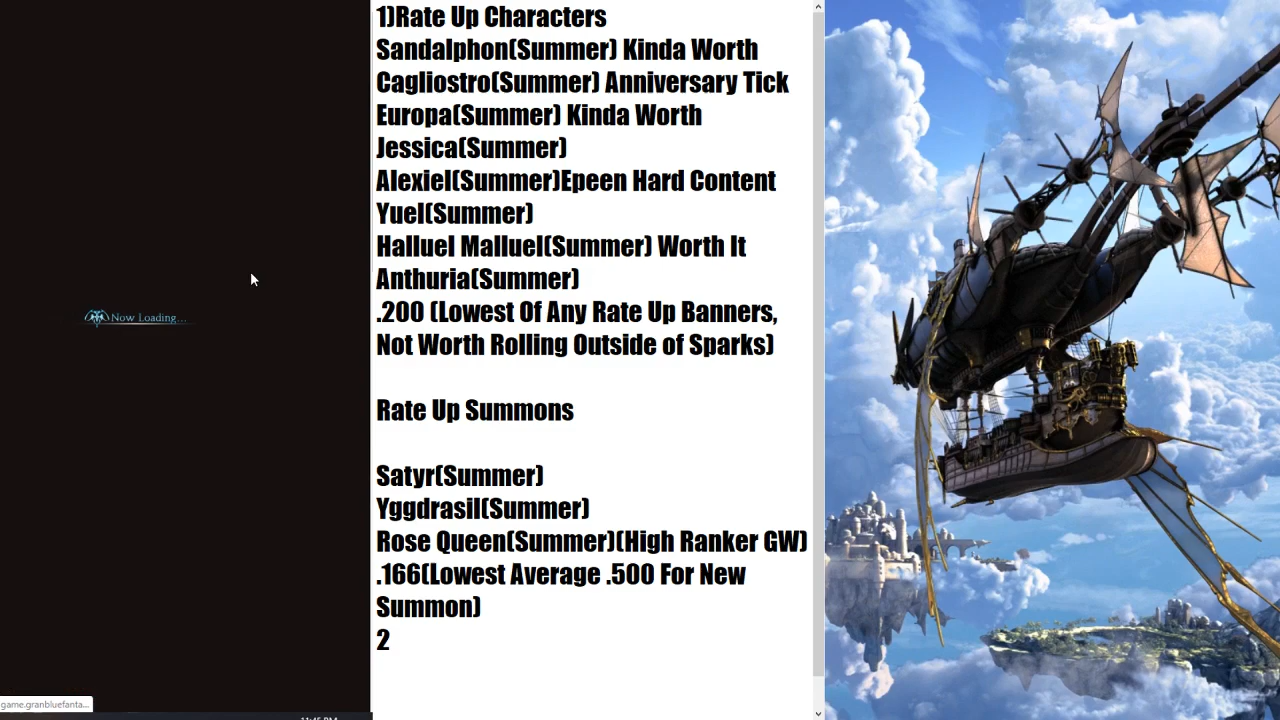 1)Rate Up Characters
Sandalphon(Summer) Kinda Worth
Cagliostro(Summer) Anniversary Tick
Europa(Summer) Kinda Worth
Jessica(Summer)
Alexiel(Summer)Epeen Hard Content
Yuel(Summer)
Halluel Malluel(Summer) Worth It
Anthuria(Summer)
.200 (Lowest Of Any Rate Up Banners,
Not Worth Rolling Outside of Sparks)
Rate Up Summons
Satyr(Summer)
Yggdrasil(Summer)
Rose Queen(Summer)(High Ranker GW)
.166(Lowest Average .500 For New
Summon)
2
Now Loading...
game.granbluefanta...
11:45 PM